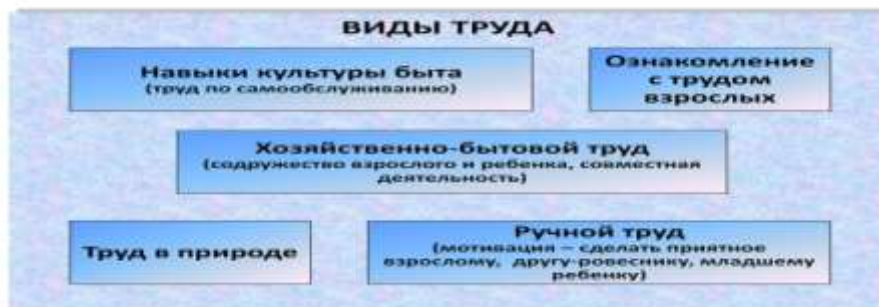 ВИДЫ ТРУДА
Навыки культуры быта
(труд по самообслуживанию)
Ознакомление
с трудом
взрослых
Хозяйственно-бытовой труд
(содружество взрослого и ребенка, совместная
деятельность)
Труд в природе
Ручной труд
(мотивация – сделать приятное
взрослому, другу-ровеснику, младшему
ребенку)